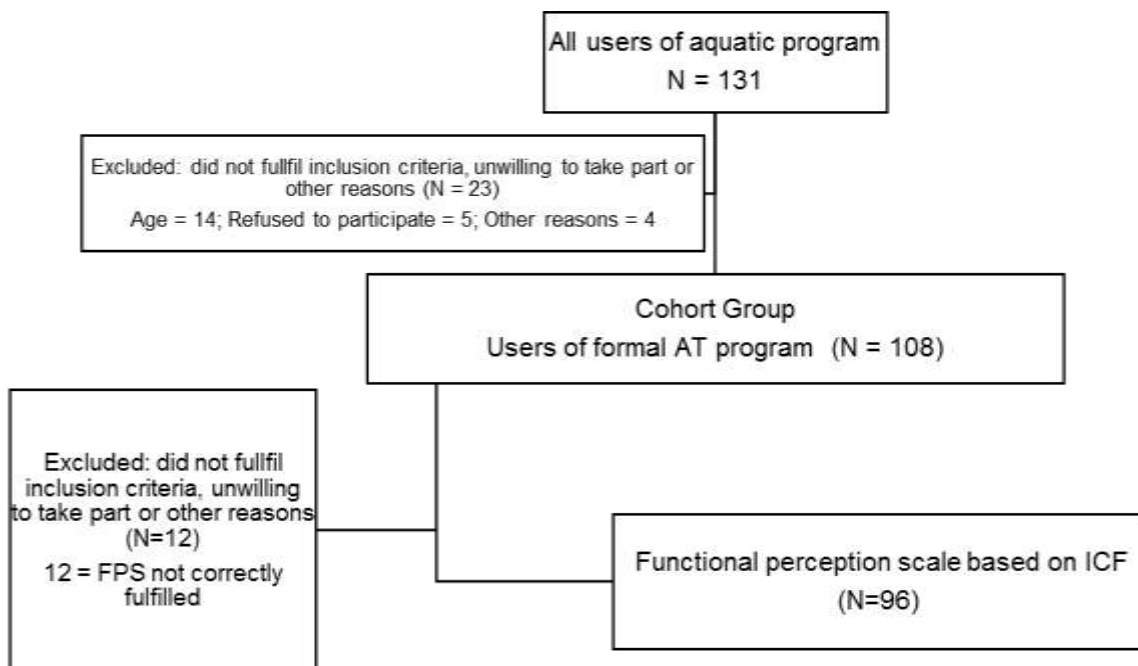 All users of aquatic program
N = 131
Excluded: did not fullfil inclusion criteria, unwilling to take part or
other reasons (N = 23)
Age = 14; Refused to participate = 5; Other reasons = 4
Cohort Group
Users of formal AT program (N = 108)
Excluded: did not fullfil
inclusion criteria, unwilling
to take part or other reasons
(N=12)
12 = FPS not correctly
fulfilled
Functional perception scale based on ICF
(N=96)